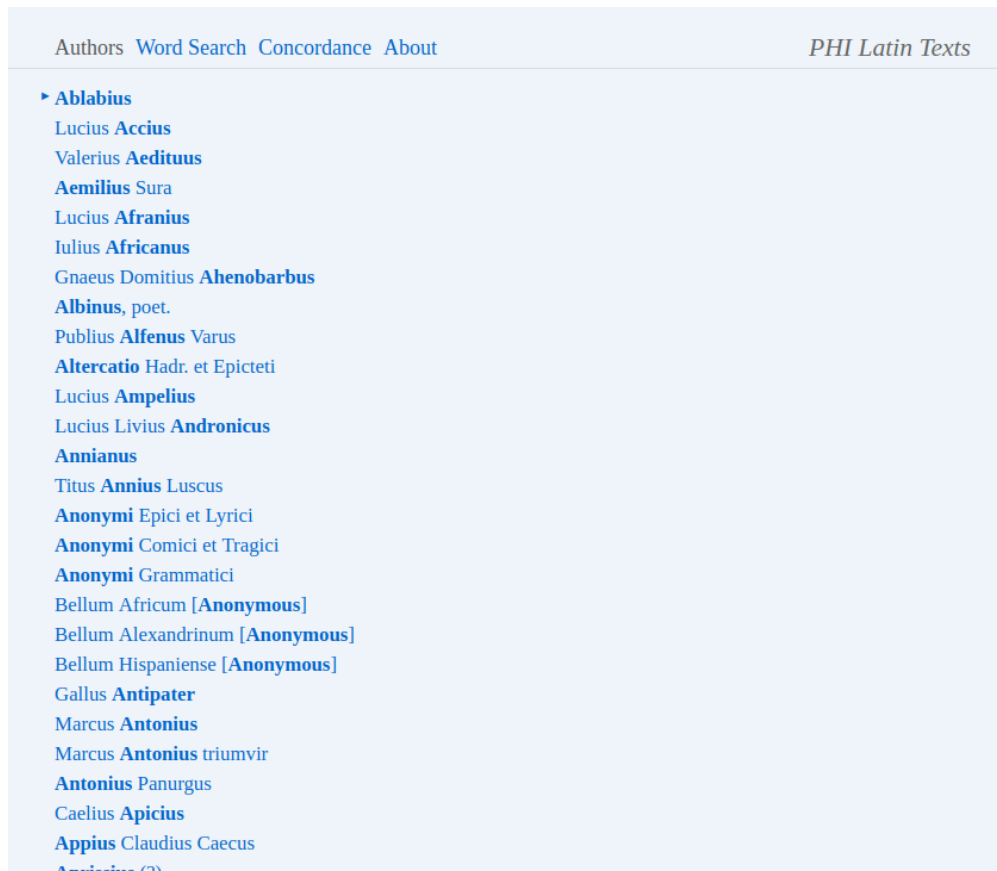 Authors Word Search Concordance About PHI Latin Texts
Ablabius
Lucius Accius
Valerius Aedituus
Aemilius Sura
Lucius Afranius
Iulius Africanus
Gnaeus Domitius Ahenobarbus
Albinus, poet.
Publius Alfenus Varus
Altercatio Hadr. et Epicteti
Lucius Ampelius
Lucius Livius Andronicus
Annianus
Titus Annius Luscus
Anonymi Epici et Lyrici
Anonymi Comici et Tragici
Anonymi Grammatici
Bellum Africum [Anonymous]
Bellum Alexandrinum [Anonymous]
Bellum Hispaniense [Anonymous]
Gallus Antipater
Marcus Antonius
Marcus Antonius triumvir
Antonius Panurgus
Caelius Apicius
Appius Claudius Caecus